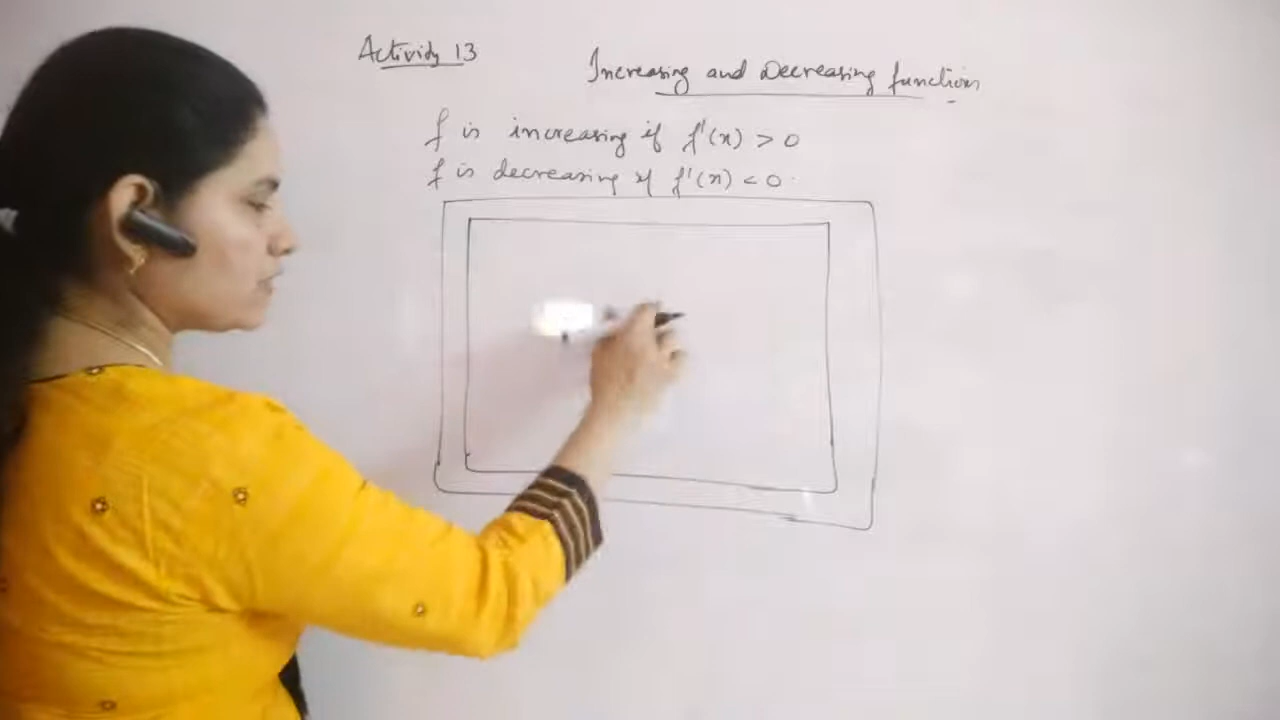 Activity 13
Increasing and Decreasing functions
f is increasing if f'(x) > 0
f is decreasing if f'(x) < 0.